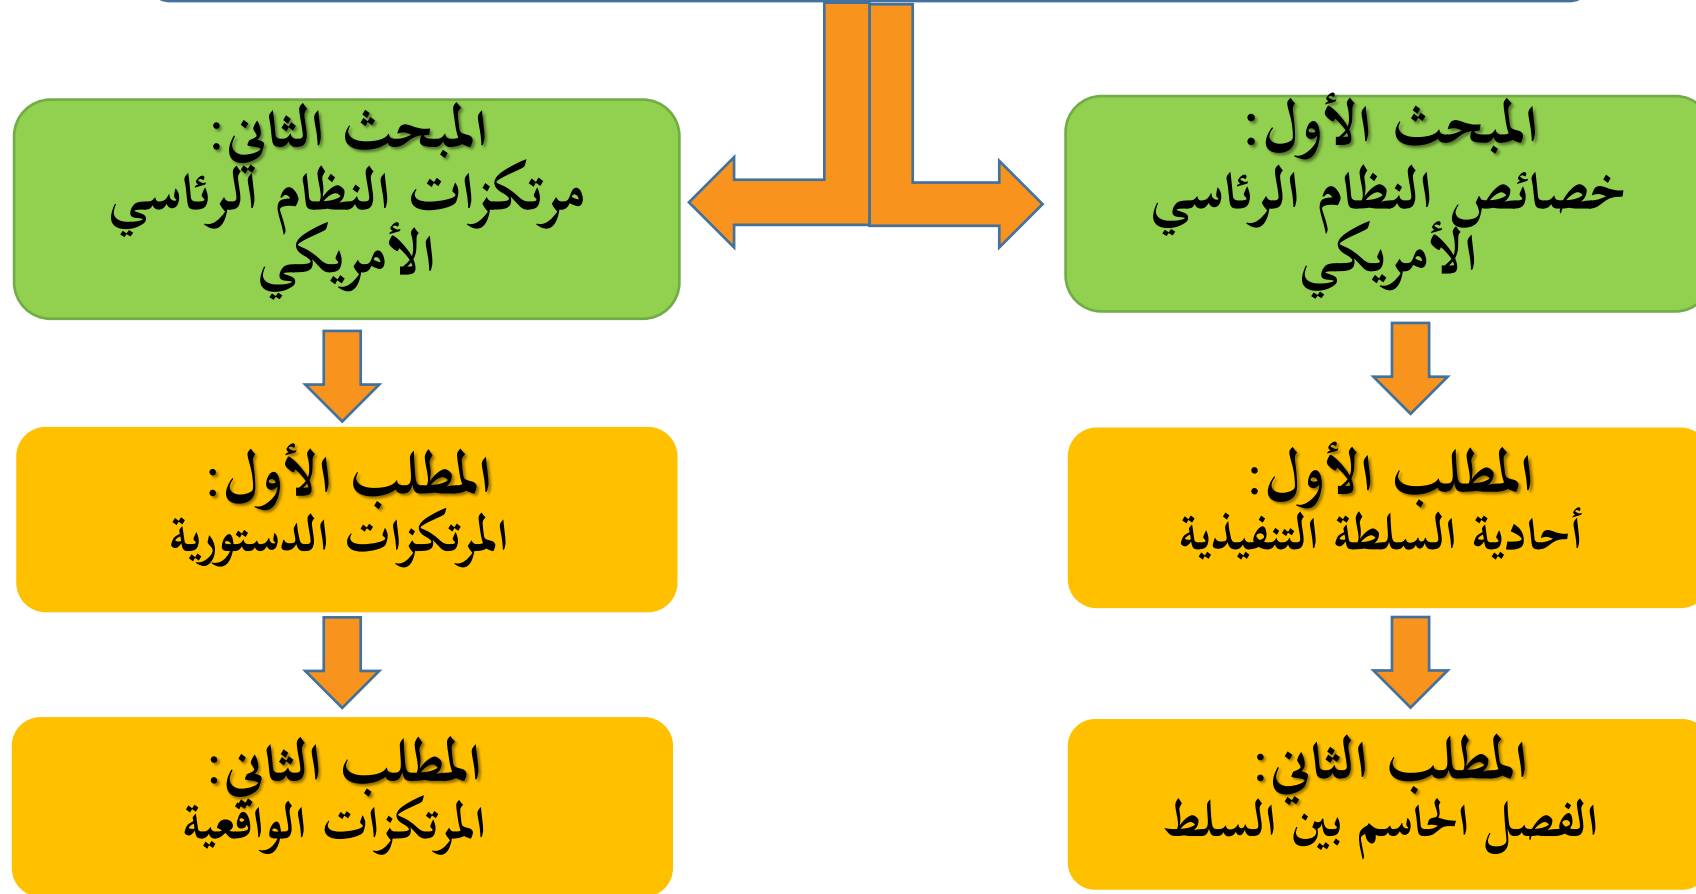 المبحث الأول:
خصائص النظام الرئاسي
الأمريكي
المطلب الأول:
أحادية السلطة التنفيذية
المطلب الثاني:
الفصل الحاسم بين السلط
المبحث الثاني:
مرتكزات النظام الرئاسي
الأمريكي
المطلب الأول:
المرتكزات الدستورية
المطلب الثاني:
المرتكزات الواقعية